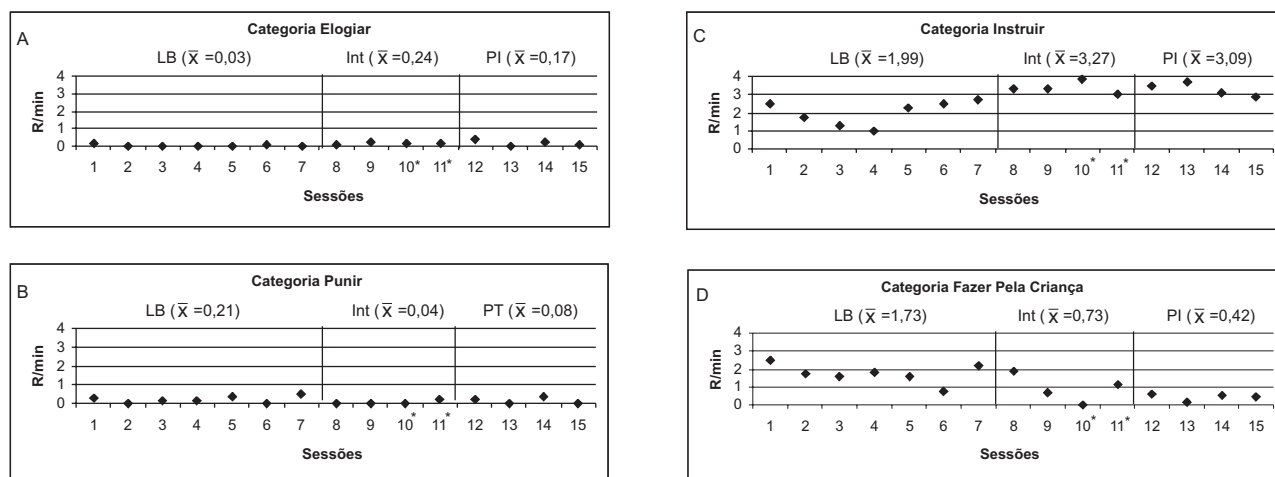 A
Categoria Elogiar
LB ( x̄ =0,03) Int ( x̄ =0,24) PI ( x̄ =0,17)
R/min
4
3
2
1
0
1 2 3 4 5 6 7 8 9 10* 11* 12 13 14 15
Sessões
B
Categoria Punir
LB ( x̄ =0,21) Int ( x̄ =0,04) PT ( x̄ =0,08)
R/min
4
3
2
1
0
1 2 3 4 5 6 7 8 9 10* 11* 12 13 14 15
Sessões
C
Categoria Instruir
LB ( x̄ =1,99) Int ( x̄ =3,27) PI ( x̄ =3,09)
R/min
4
3
2
1
0
1 2 3 4 5 6 7 8 9 10* 11* 12 13 14 15
Sessões
D
Categoria Fazer Pela Criança
LB ( x̄ =1,73) Int ( x̄ =0,73) PI ( x̄ =0,42)
R/min
4
3
2
1
0
1 2 3 4 5 6 7 8 9 10* 11* 12 13 14 15
Sessões